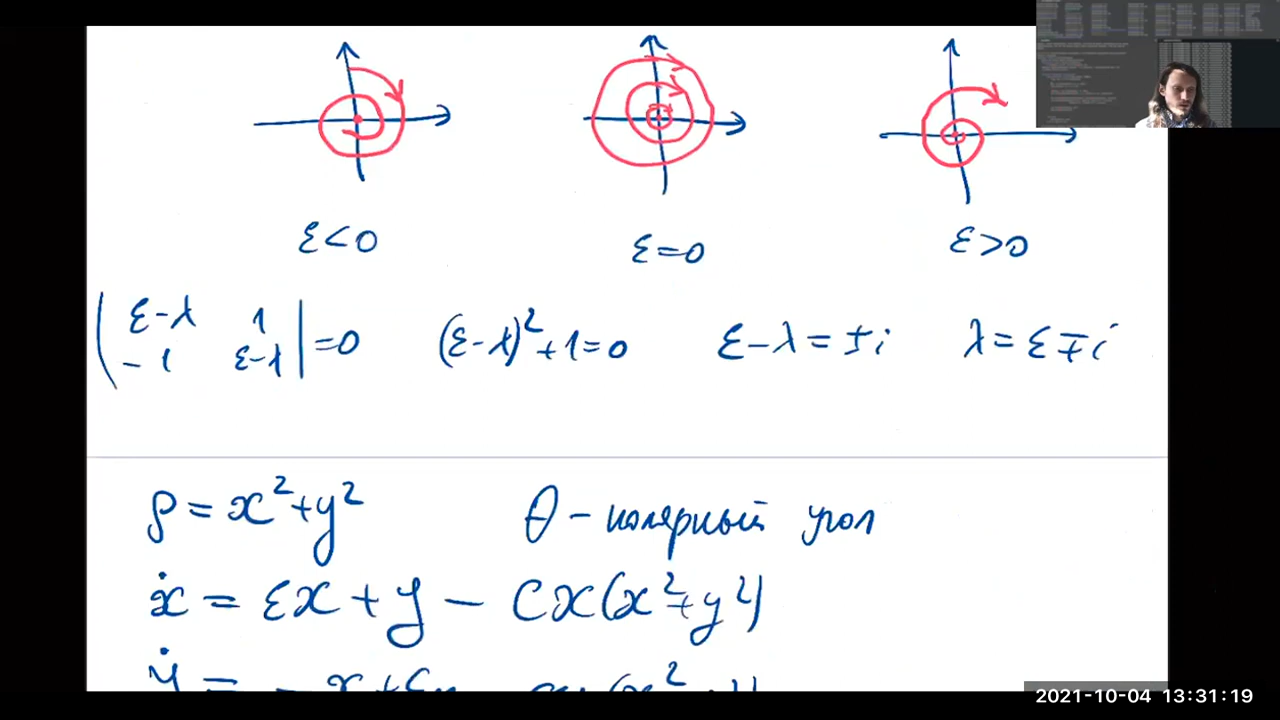 ε<0 ε=0 ε>0
| ε-λ 1 | =0 (ε-λ)²+1=0 ε-λ=±i λ=ε∓i
| -1 ε-λ |
ρ=x²+y² θ - полярный угол
ẋ = εx + y - Cx(x²+y²)
ẏ = -x+εy
2021-10-04 13:31:19